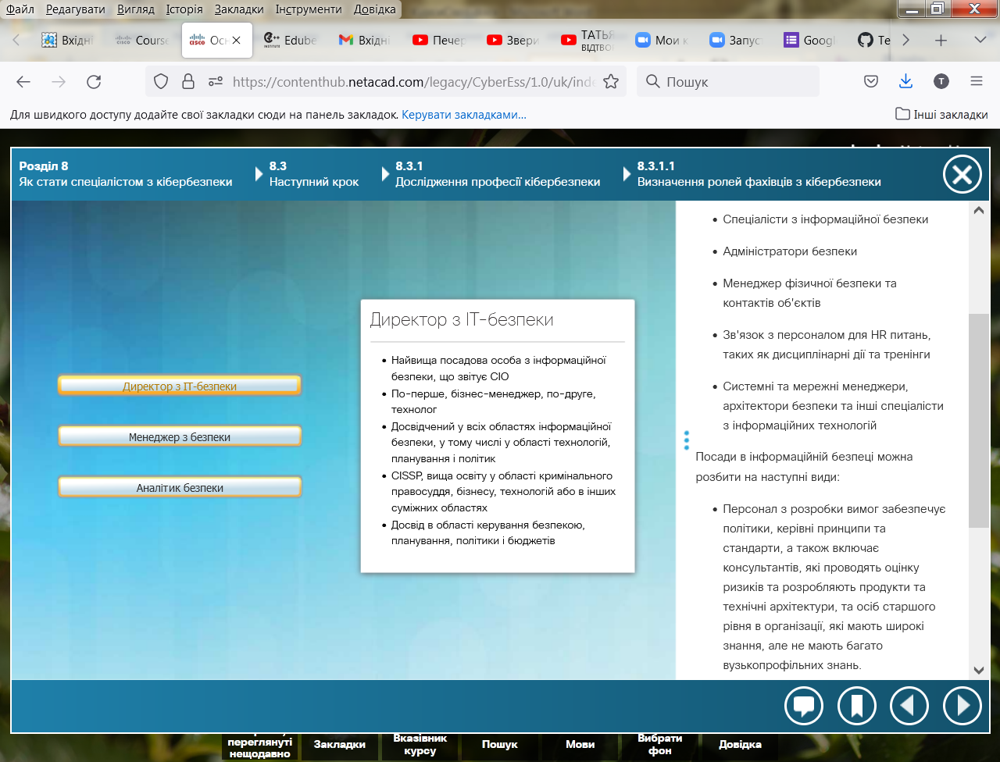 Файл Редагувати Вигляд Історія Закладки Інструменти Довідка
Вхідні Course Осн Edube Вхідні Печер Звери ТАТЬЯ Мои к Запус Googl Te
ВІДТВОР
https://contenthub.netacad.com/legacy/CyberEss/1.0/uk/inde Пошук T
Для швидкого доступу додайте свої закладки сюди на панель закладок. Керувати закладками... Інші закладки
Розділ 8
Як стати спеціалістом з кібербезпеки
8.3
Наступний крок
8.3.1
Дослідження професії кібербезпеки
8.3.1.1
Визначення ролей фахівців з кібербезпеки
Директор з ІТ-безпеки
Менеджер з безпеки
Аналітик безпеки
Директор з ІТ-безпеки
• Найвища посадова особа з інформаційної
безпеки, що звітує СІО
• По-перше, бізнес-менеджер, по-друге,
технолог
• Досвідчений у всіх областях інформаційної
безпеки, у тому числі у області технологій,
планування і політик
• CISSP, вища освіту у області кримінального
правосуддя, бізнесу, технологій або в інших
суміжних областях
• Досвід в області керування безпекою,
планування, політики і бюджетів
• Спеціалісти з інформаційної безпеки
• Адміністратори безпеки
• Менеджер фізичної безпеки та
контактів об'єктів
• Зв'язок з персоналом для HR питань,
таких як дисциплінарні дії та тренінги
• Системні та мережні менеджери,
архітектори безпеки та інші спеціалісти
з інформаційних технологій
Посади в інформаційній безпеці можна
розбити на наступні види:
• Персонал з розробки вимог забезпечує
політики, керівні принципи та
стандарти, а також включає
консультантів, які проводять оцінку
ризиків та розробляють продукти та
технічні архітектури, та осіб старшого
рівня в організації, які мають широкі
знання, але не мають багато
вузькопрофільних знань.
переглянуті
нещодавно
Закладки
Вказівник
курсу
Пошук
Мови
Вибрати
фон
Довідка